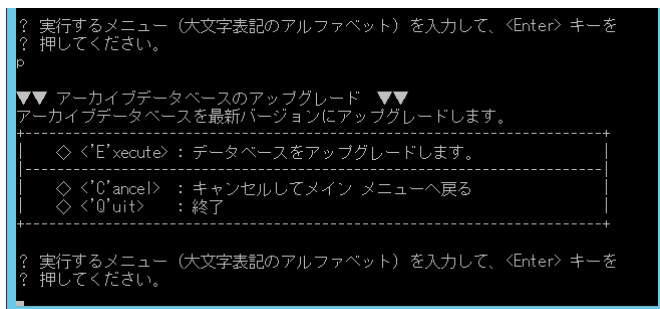 ? 実行するメニュー（大文字表記のアルファベット）を入力して、<Enter> キーを
? 押してください。
p
▼▼ アーカイブデータベースのアップグレード ▼▼
アーカイブデータベースを最新バージョンにアップグレードします。
+------------------------------------------------------------------------+
| ◇ <'E'xecute> : データベースをアップグレードします。 |
|------------------------------------------------------------------------|
| ◇ <'C'ancel> : キャンセルしてメイン メニューへ戻る |
| ◇ <'Q'uit> : 終了 |
+------------------------------------------------------------------------+
? 実行するメニュー（大文字表記のアルファベット）を入力して、<Enter> キーを
? 押してください。